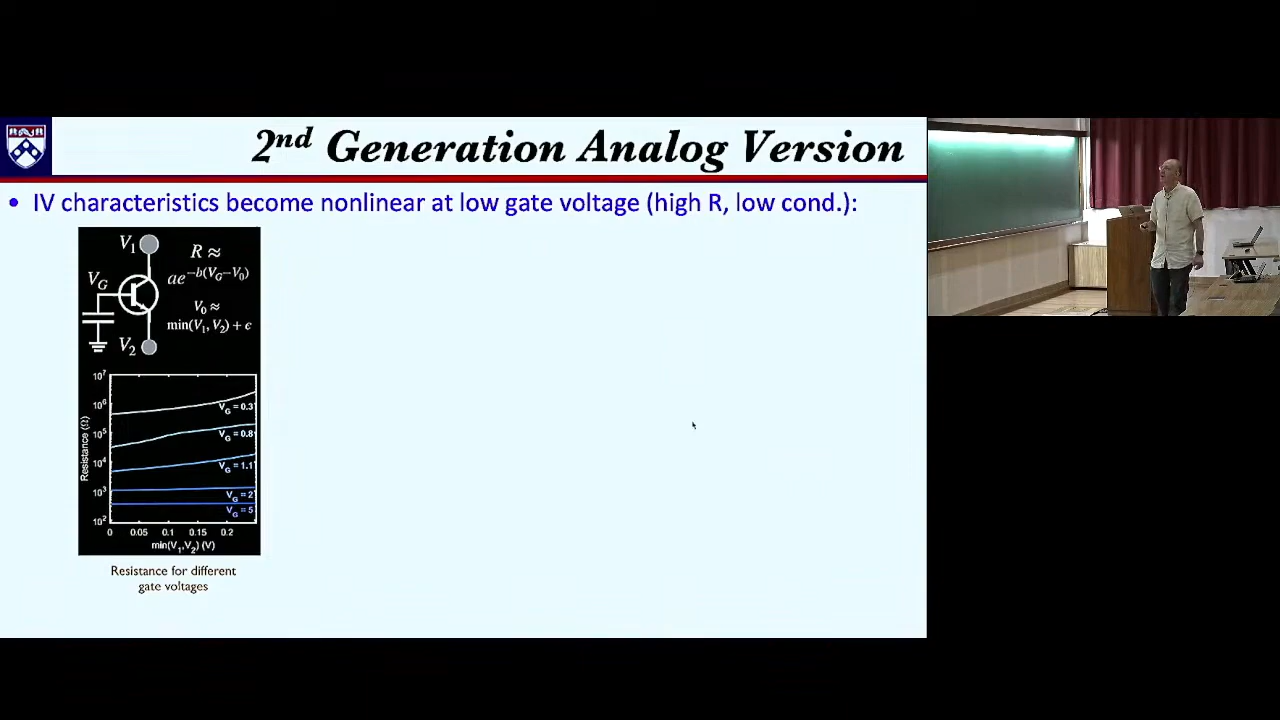 2nd Generation Analog Version
• IV characteristics become nonlinear at low gate voltage (high R, low cond.):
V1
R ≈
ae^−b(VG−V0)
VG
V0 ≈
min(V1, V2) + ϵ
V2
10^7
10^6
10^5
10^4
10^3
10^2
Resistance (Ω)
VG = 0.3
VG = 0.8
VG = 1.1
VG = 2
VG = 5
0 0.05 0.1 0.15 0.2
min(V1,V2) (V)
Resistance for different
gate voltages